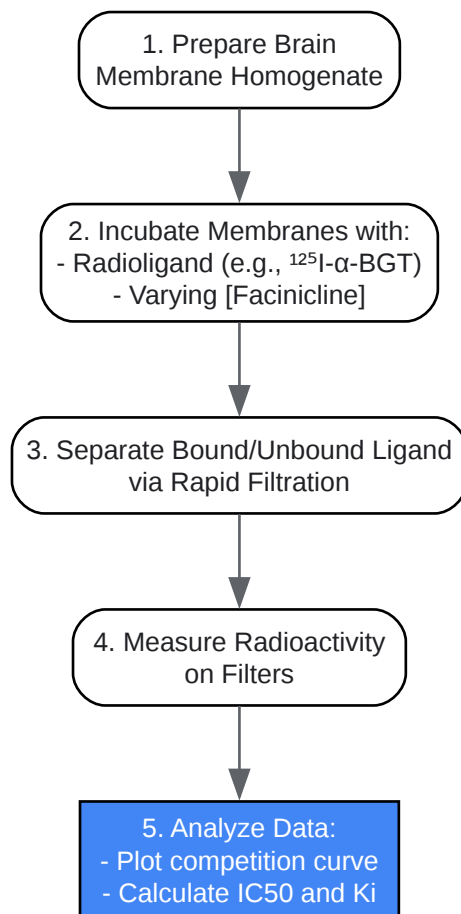 1. Prepare Brain
Membrane Homogenate
2. Incubate Membranes with:
- Radioligand (e.g., ¹²⁵I-α-BGT)
- Varying [Facinicline]
3. Separate Bound/Unbound Ligand
via Rapid Filtration
4. Measure Radioactivity
on Filters
5. Analyze Data:
- Plot competition curve
- Calculate IC50 and Ki